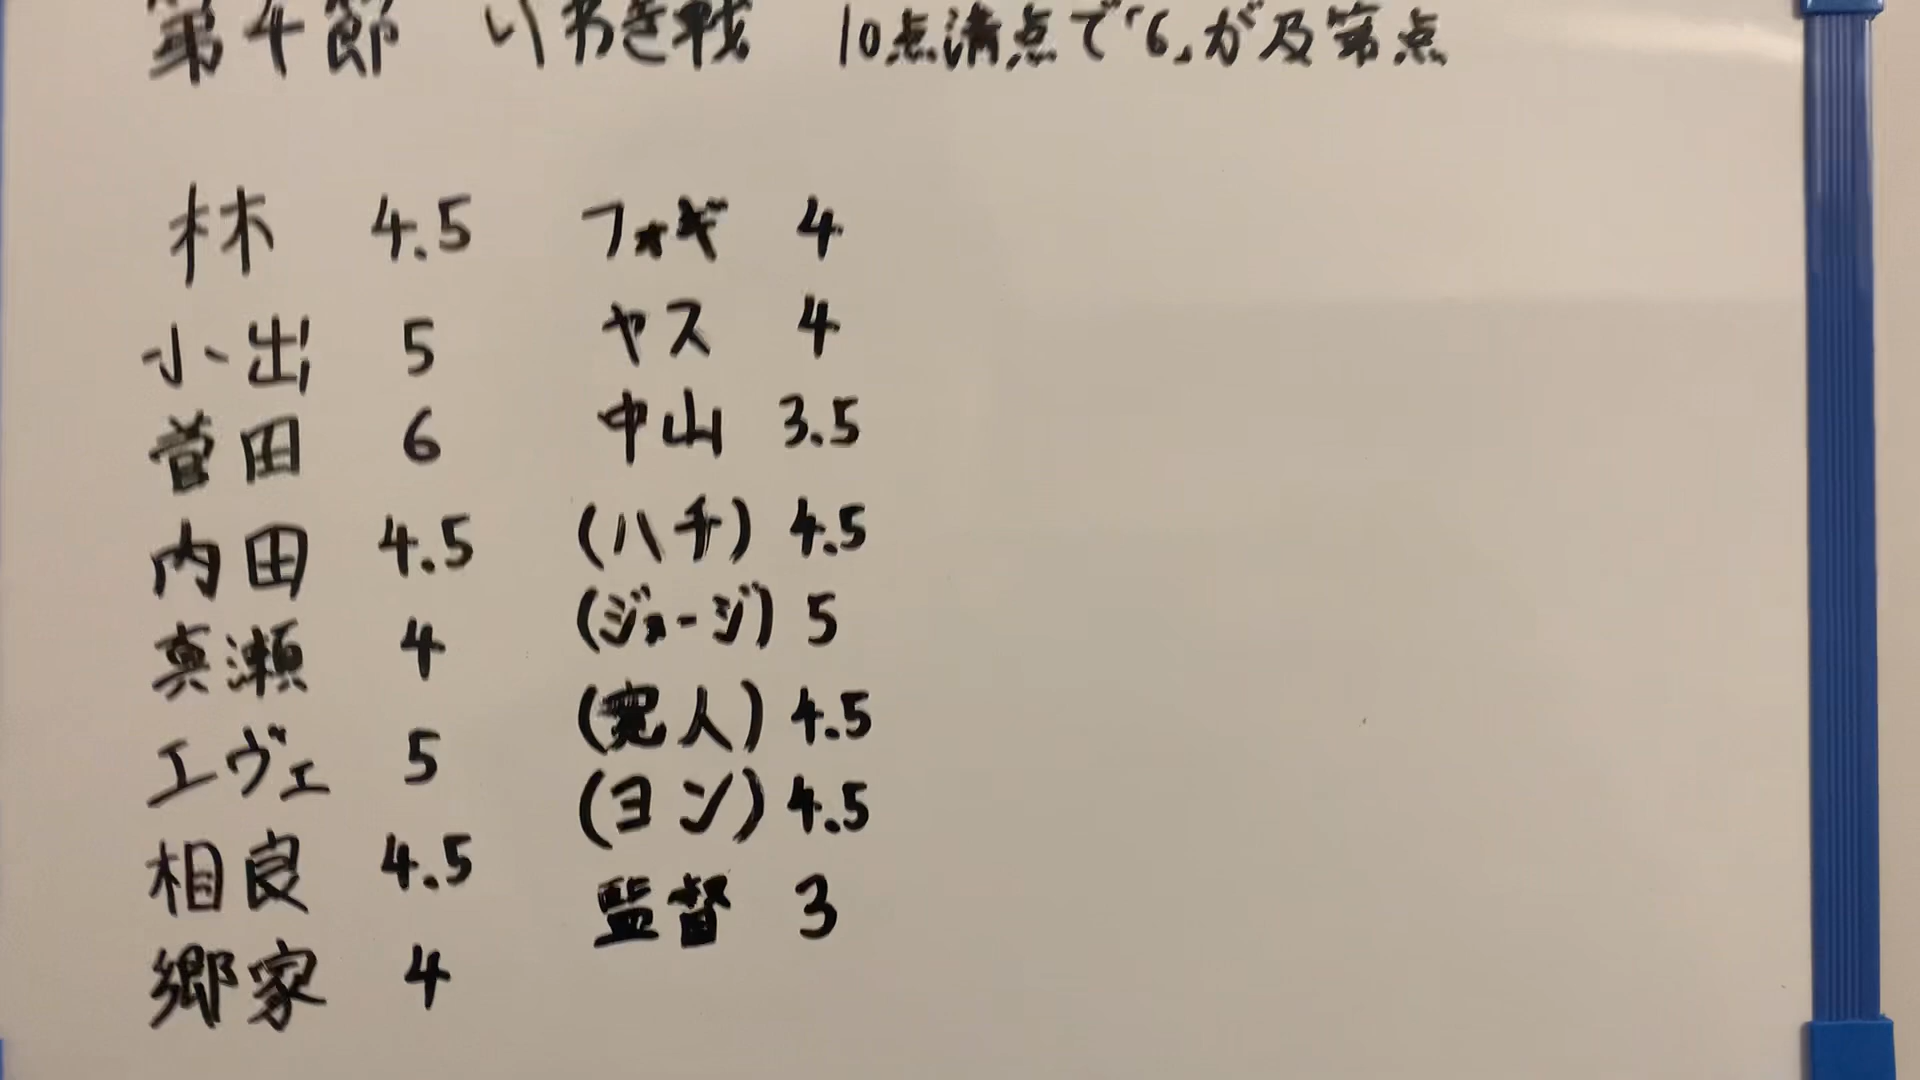 第4節 いわき戦 10点満点で「6」が及第点
林 4.5
小出 5
菅田 6
内田 4.5
真瀬 4
エヴェ 5
相良 4.5
郷家 4
フォギ 4
ヤス 4
中山 3.5
(ハチ) 4.5
(ジョージ) 5
(寛人) 4.5
(ヨン) 4.5
監督 3